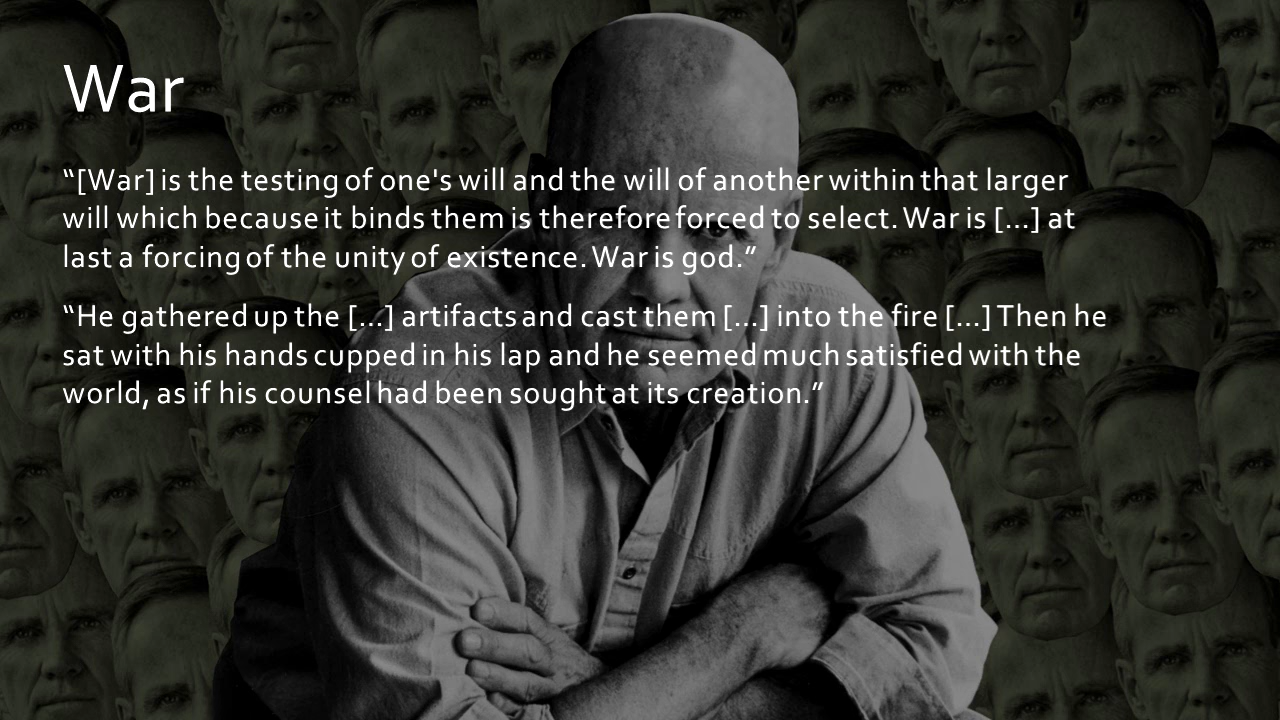 War
“[War] is the testing of one's will and the will of another within that larger
will which because it binds them is therefore forced to select. War is […] at
last a forcing of the unity of existence. War is god.”
“He gathered up the […] artifacts and cast them […] into the fire […] Then he
sat with his hands cupped in his lap and he seemed much satisfied with the
world, as if his counsel had been sought at its creation.”